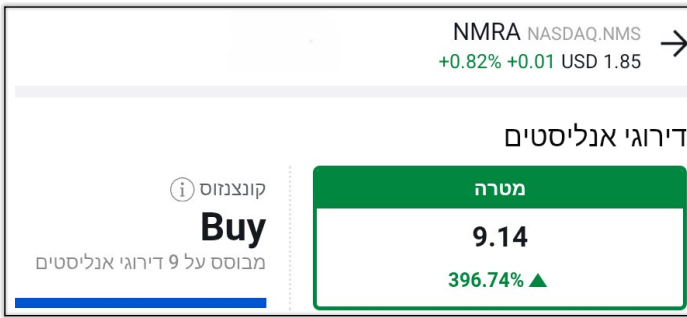 NMRA NASDAQ.NMS
+0.82% +0.01 USD 1.85
דירוגי אנליסטים
מטרה
9.14
396.74% ▲
קונצנזוס
Buy
מבוסס על 9 דירוגי אנליסטים